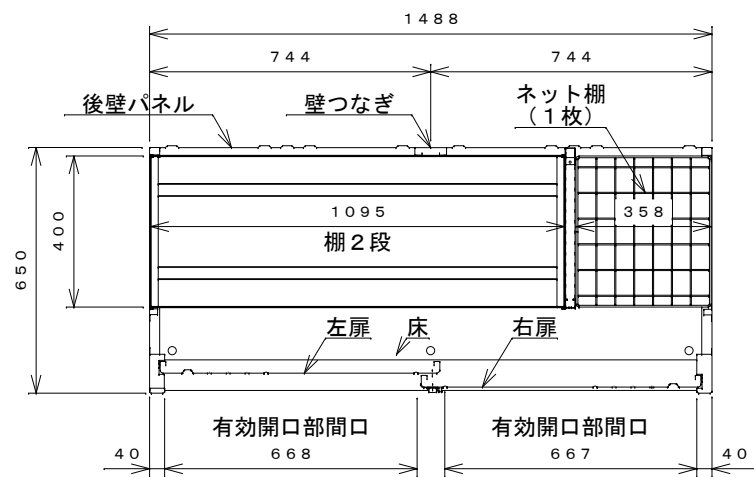 1488
744
744
後壁パネル
壁つなぎ
ネット棚
（１枚）
650
400
1095
358
棚２段
左扉
床
右扉
有効開口部間口
有効開口部間口
40
668
667
40